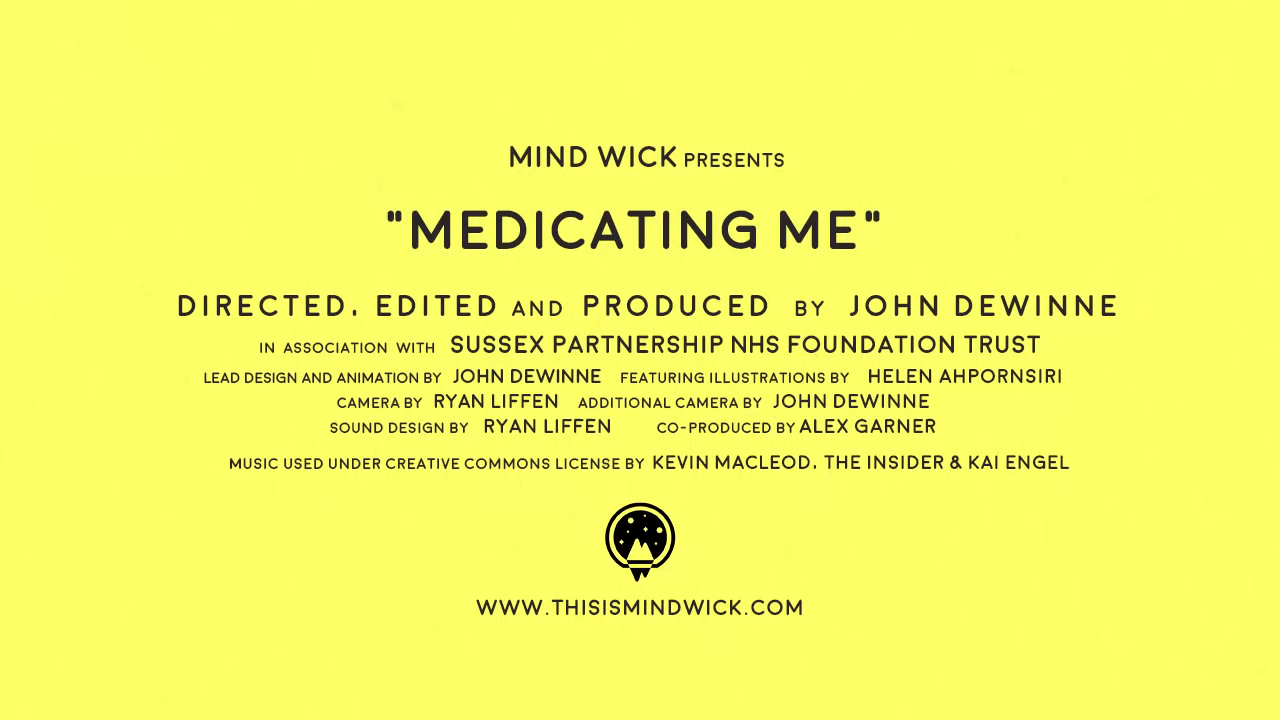 MIND WICK PRESENTS
"MEDICATING ME"
DIRECTED. EDITED AND PRODUCED BY JOHN DEWINNE
IN ASSOCIATION WITH SUSSEX PARTNERSHIP NHS FOUNDATION TRUST
LEAD DESIGN AND ANIMATION BY JOHN DEWINNE FEATURING ILLUSTRATIONS BY HELEN AHPORNSIRI
CAMERA BY RYAN LIFFEN ADDITIONAL CAMERA BY JOHN DEWINNE
SOUND DESIGN BY RYAN LIFFEN CO-PRODUCED BY ALEX GARNER
MUSIC USED UNDER CREATIVE COMMONS LICENSE BY KEVIN MACLEOD. THE INSIDER & KAI ENGEL
WWW.THISISMINDWICK.COM